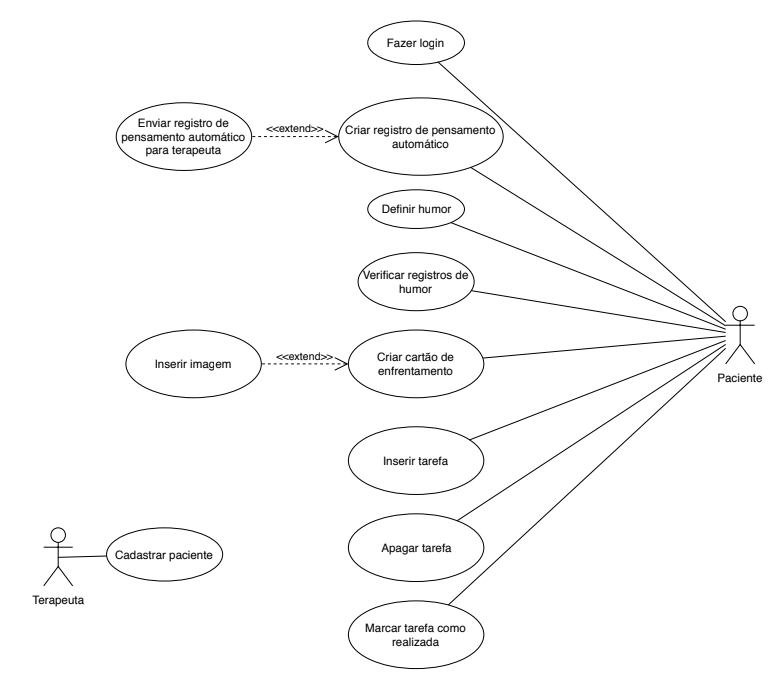 Fazer login
Enviar registro de
pensamento automático
para terapeuta
<<extend>>
Criar registro de pensamento
automático
Definir humor
Verificar registros de
humor
Paciente
Inserir imagem
<<extend>>
Criar cartão de
enfrentamento
Inserir tarefa
Terapeuta
Cadastrar paciente
Apagar tarefa
Marcar tarefa como
realizada